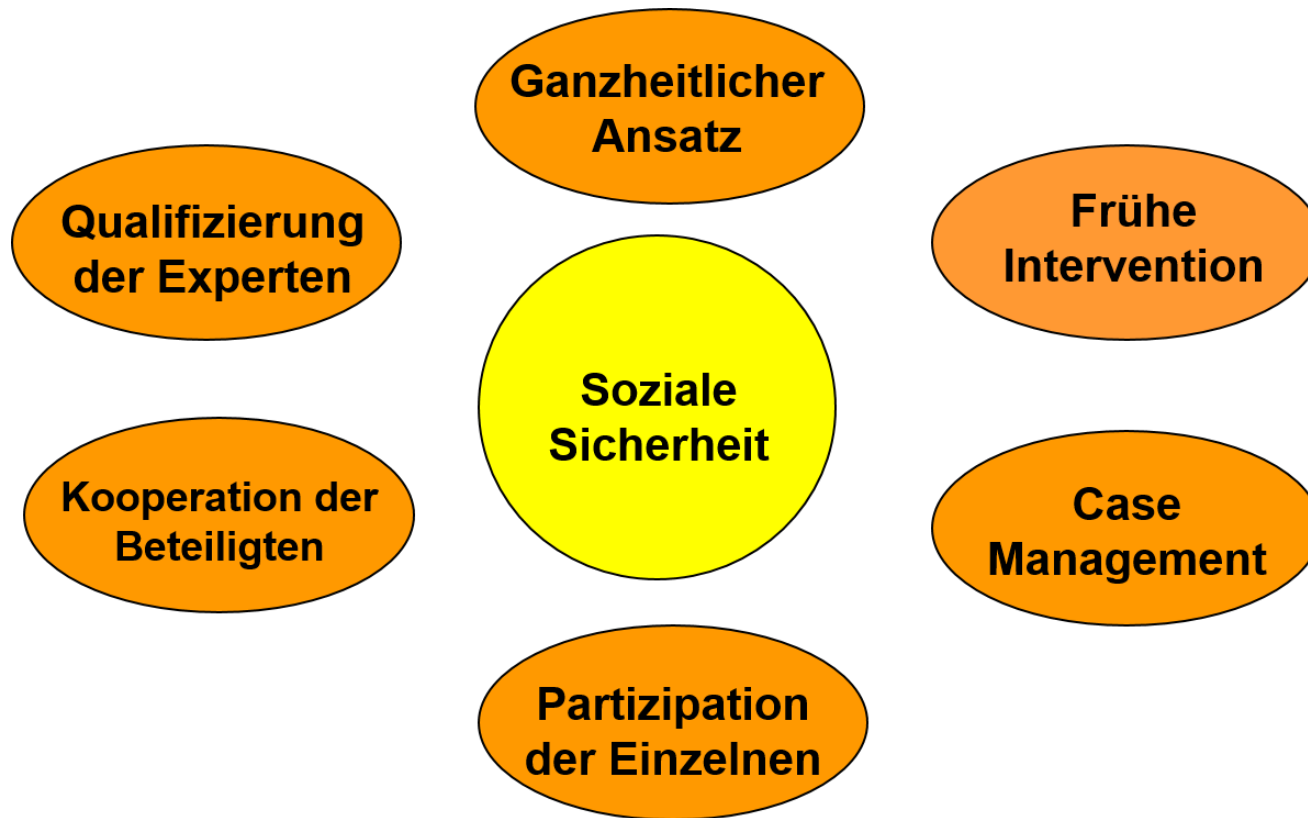 Ganzheitlicher
Ansatz
Qualifizierung
der Experten
Frühe
Intervention
Soziale
Sicherheit
Kooperation der
Beteiligten
Case
Management
Partizipation
der Einzelnen